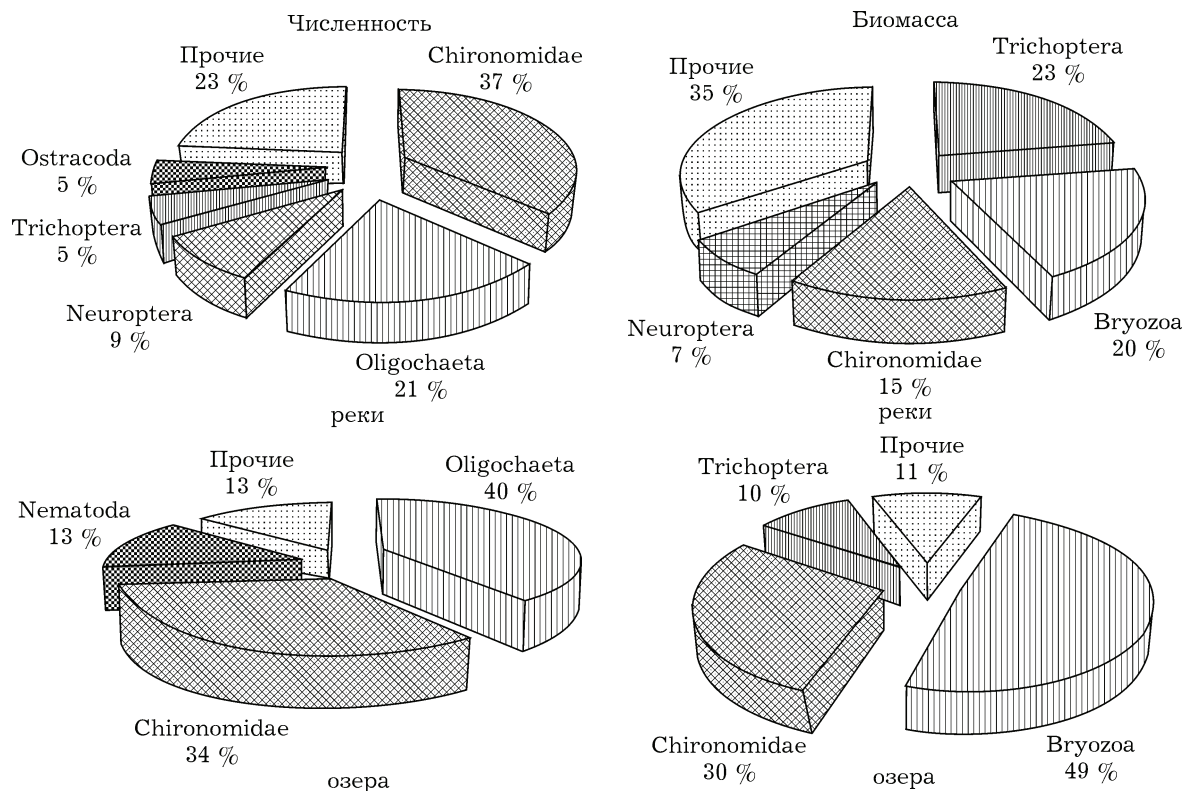 Численность
Прочие
23 %
Chironomidae
37 %
Ostracoda
5 %
Trichoptera
5 %
Neuroptera
9 %
Oligochaeta
21 %
реки
Биомасса
Trichoptera
23 %
Прочие
35 %
Neuroptera
7 %
Chironomidae
15 %
Bryozoa
20 %
реки
Прочие
13 %
Oligochaeta
40 %
Nematoda
13 %
Chironomidae
34 %
озера
Прочие
11 %
Trichoptera
10 %
Chironomidae
30 %
Bryozoa
49 %
озера